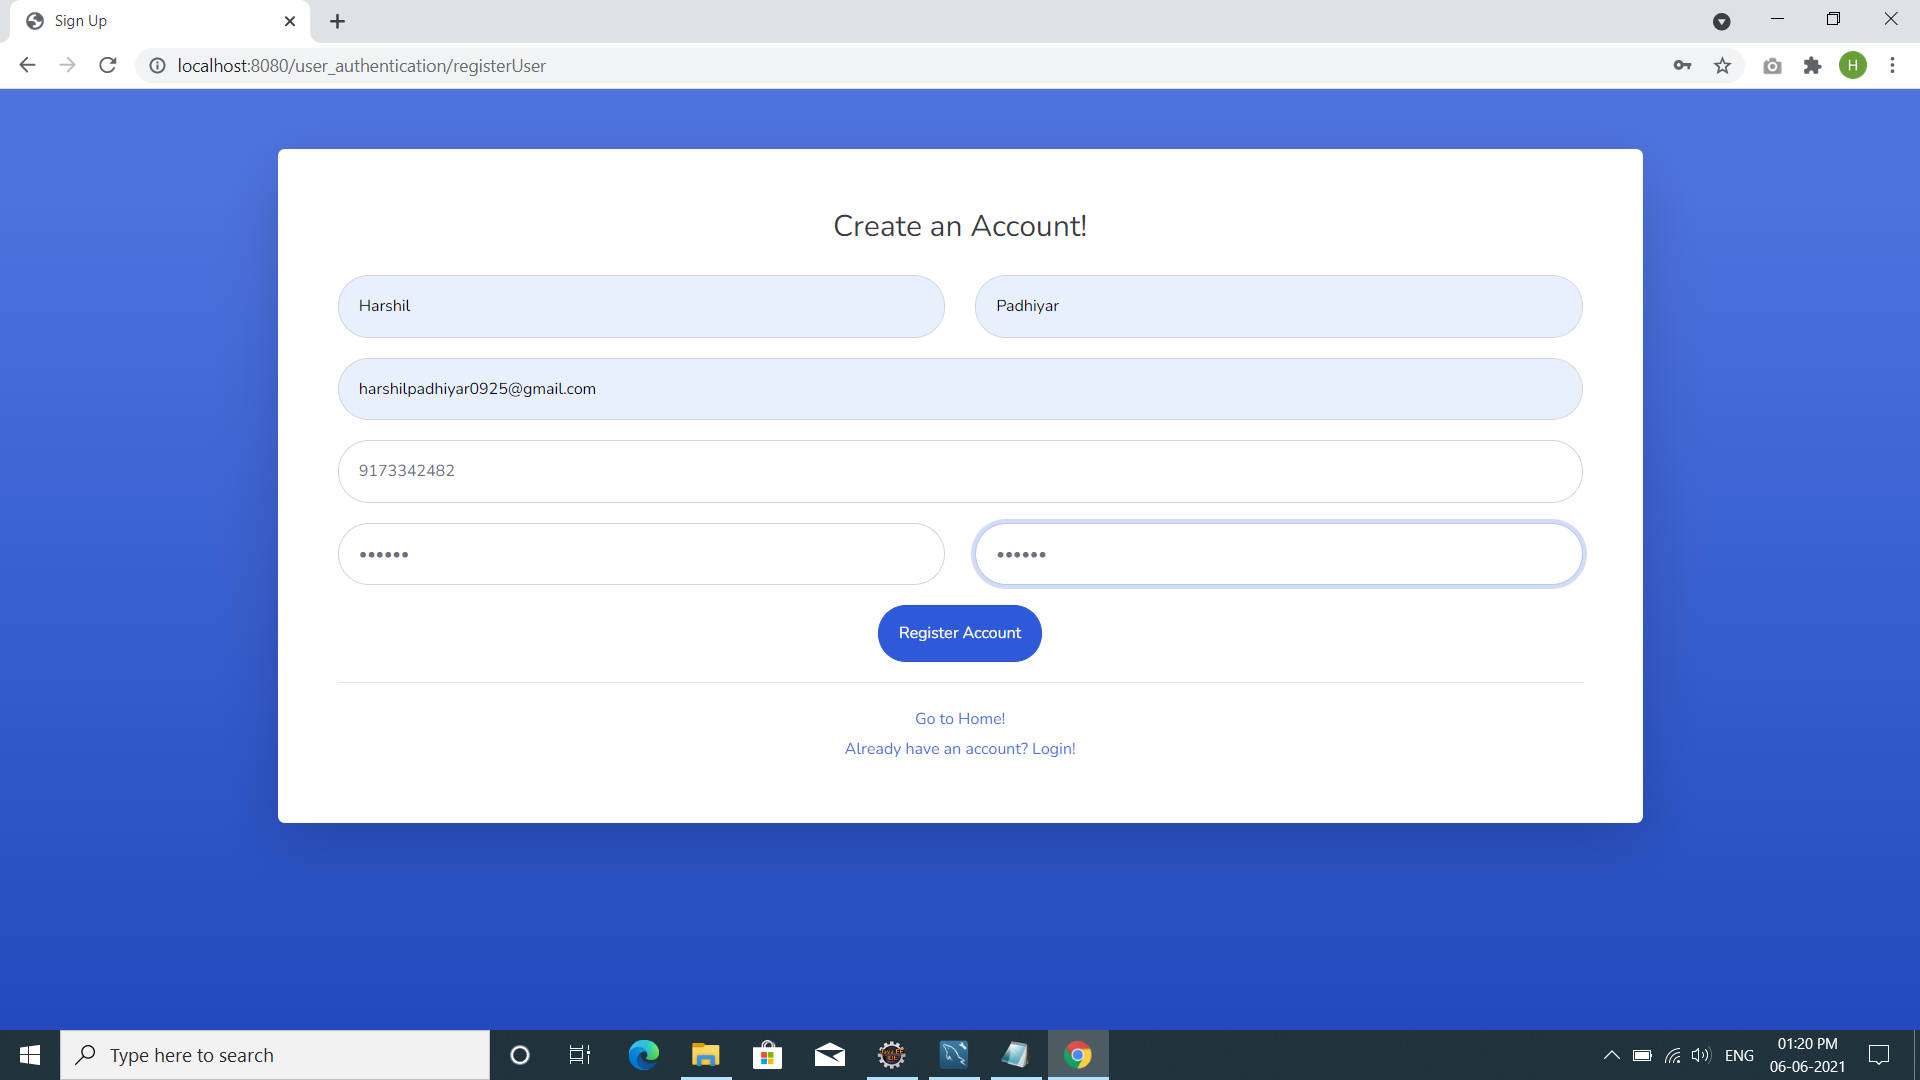 Sign Up
localhost:8080/user_authentication/registerUser
H
Create an Account!
Harshil
Padhiyar
harshilpadhiyar0925@gmail.com
9173342482
••••••
••••••
Register Account
Go to Home!
Already have an account? Login!
Type here to search
ENG
01:20 PM
06-06-2021